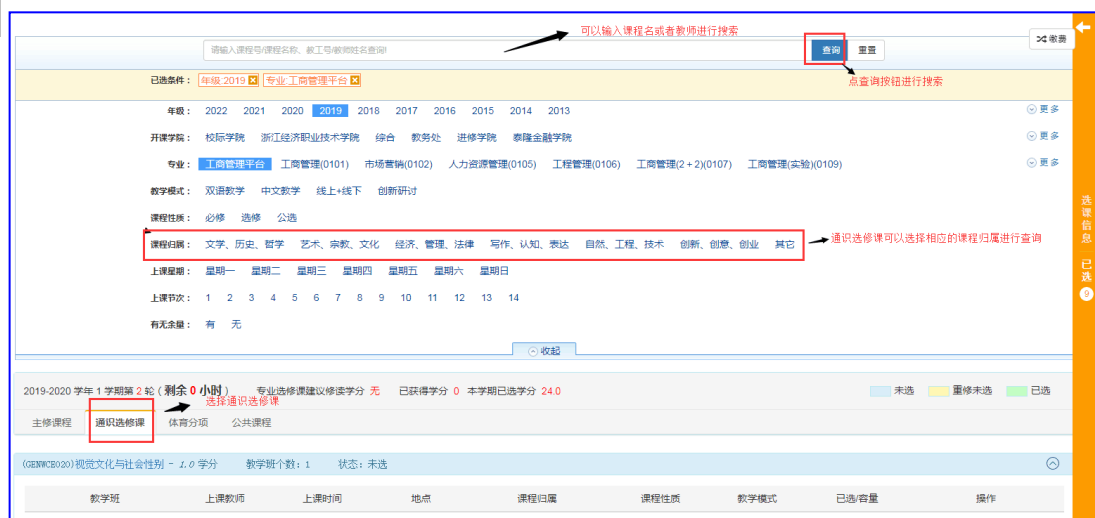 可以输入课程名或者教师进行搜索
请输入课程号/课程名称、教工号/教师姓名查询!
查询 重置
缴费
已选条件: 年级:2019 专业:工商管理平台
点查询按钮进行搜索
年级: 2022 2021 2020 2019 2018 2017 2016 2015 2014 2013 更多
开课学院: 校际学院 浙江经济职业技术学院 综合 教务处 进修学院 泰隆金融学院 更多
专业: 工商管理平台 工商管理(0101) 市场营销(0102) 人力资源管理(0105) 工程管理(0106) 工商管理(2+2)(0107) 工商管理(实验)(0109) 更多
教学模式: 双语教学 中文教学 线上+线下 创新研讨
课程性质: 必修 选修 公选
课程归属: 文学、历史、哲学 艺术、宗教、文化 经济、管理、法律 写作、认知、表达 自然、工程、技术 创新、创意、创业 其它
通识选修课可以选择相应的课程归属进行查询
上课星期: 星期一 星期二 星期三 星期四 星期五 星期六 星期日
上课节次: 1 2 3 4 5 6 7 8 9 10 11 12 13 14
有无余量: 有 无
收起
选课信息 已选 9
2019-2020 学年 1 学期第 2 轮 ( 剩余 0 小时 ) 专业选修课建议修读学分 无 已获得学分 0 本学期已选学分 24.0
未选 重修未选 已选
选择通识选修课
主修课程 通识选修课 体育分项 公共课程
(GENWCE020)视觉文化与社会性别 - 1.0 学分 教学班个数: 1 状态: 未选
教学班 上课教师 上课时间 地点 课程归属 课程性质 教学模式 已选/容量 操作